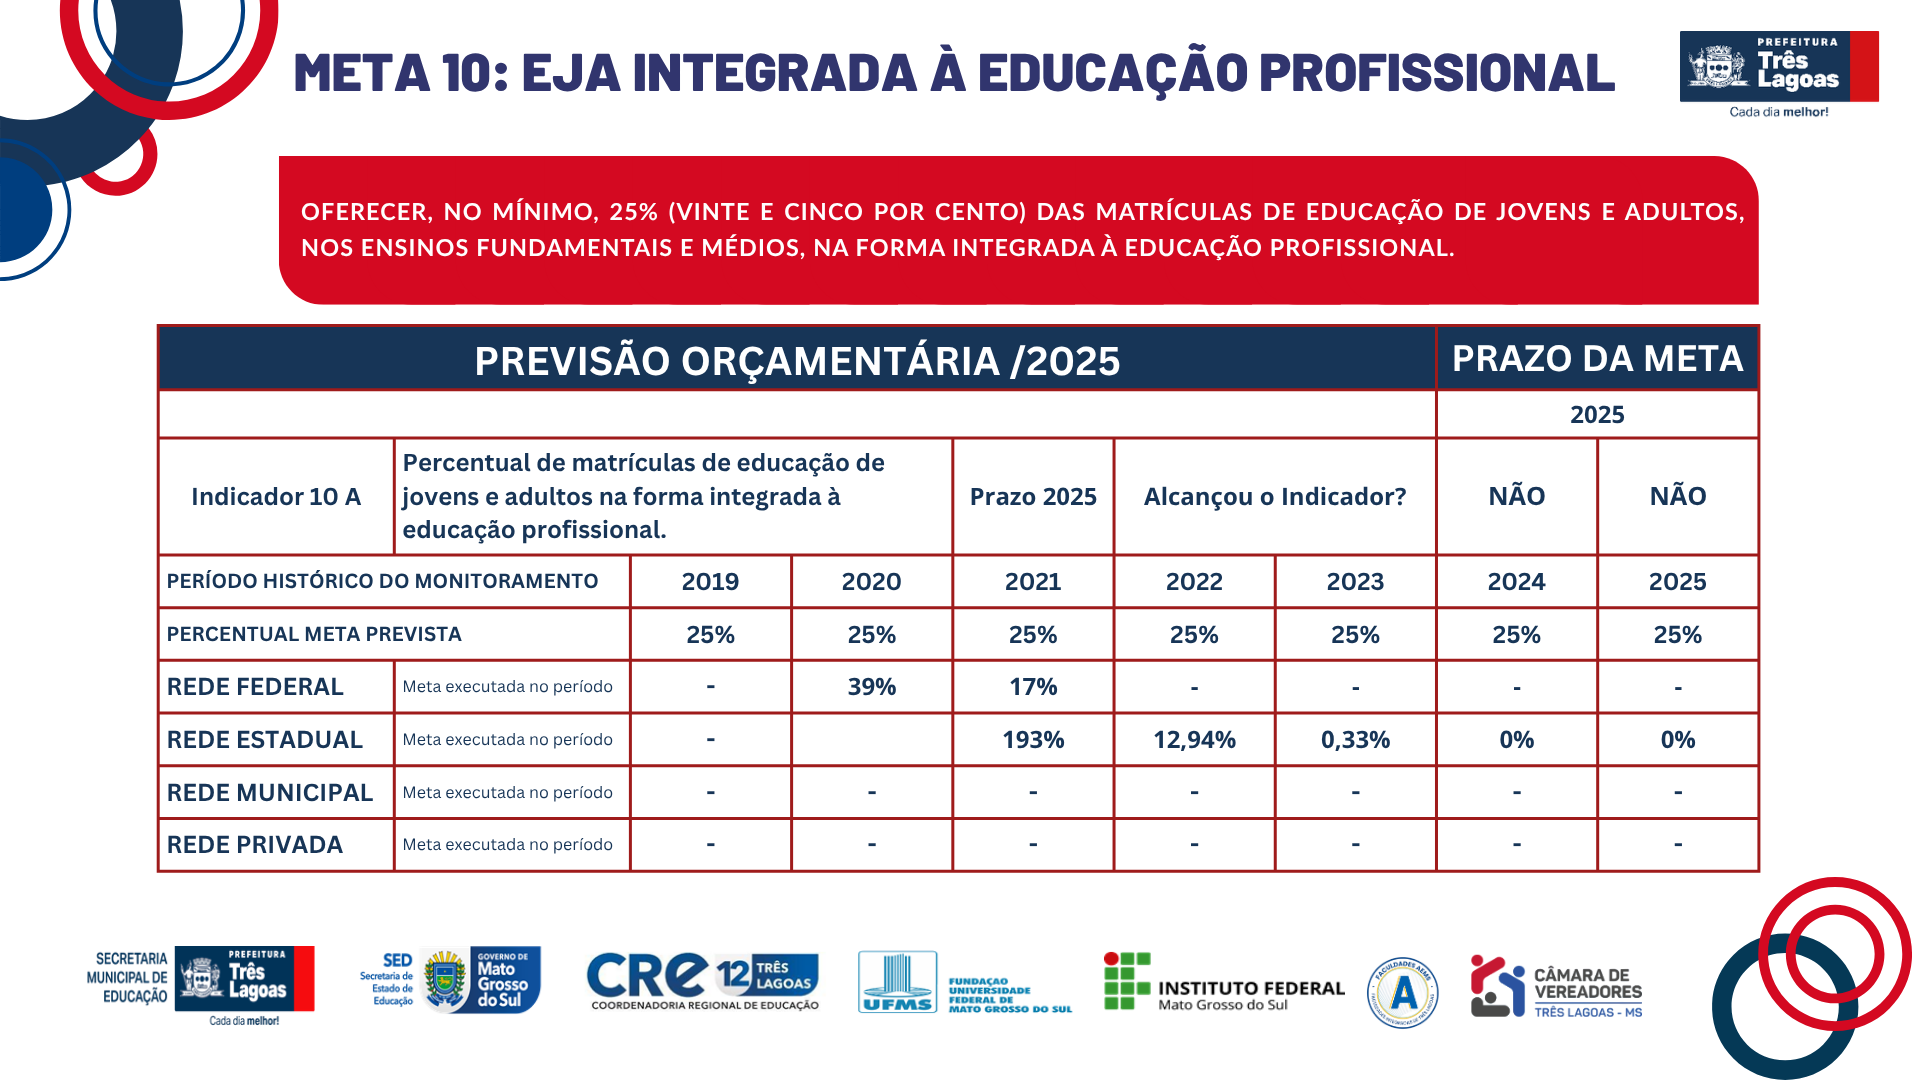 META 10: EJA INTEGRADA À EDUCAÇÃO PROFISSIONAL
PREFEITURA
Três
Lagoas
Cada dia melhor!
OFERECER, NO MÍNIMO, 25% (VINTE E CINCO POR CENTO) DAS MATRÍCULAS DE EDUCAÇÃO DE JOVENS E ADULTOS,
NOS ENSINOS FUNDAMENTAIS E MÉDIOS, NA FORMA INTEGRADA À EDUCAÇÃO PROFISSIONAL.
PREVISÃO ORÇAMENTÁRIA /2025 PRAZO DA META
2025
Indicador 10 A
Percentual de matrículas de educação de
jovens e adultos na forma integrada à
educação profissional.
Prazo 2025 Alcançou o Indicador? NÃO NÃO
PERÍODO HISTÓRICO DO MONITORAMENTO 2019 2020 2021 2022 2023 2024 2025
PERCENTUAL META PREVISTA 25% 25% 25% 25% 25% 25% 25%
REDE FEDERAL Meta executada no período - 39% 17% - - - -
REDE ESTADUAL Meta executada no período - 193% 12,94% 0,33% 0% 0%
REDE MUNICIPAL Meta executada no período - - - - - - -
REDE PRIVADA Meta executada no período - - - - - - -
SECRETARIA
MUNICIPAL DE
EDUCAÇÃO
PREFEITURA
Três
Lagoas
Cada dia melhor!
SED
Secretaria de
Estado de
Educação
GOVERNO DE
Mato
Grosso
do Sul
CRe 12 TRÊS
LAGOAS
COORDENADORIA REGIONAL DE EDUCAÇÃO
UFMS
FUNDAÇAO
UNIVERSIDADE
FEDERAL DE
MATO GROSSO DO SUL
INSTITUTO FEDERAL
Mato Grosso do Sul
FACULDADES AEMS
A
CÂMARA DE
VEREADORES
TRÊS LAGOAS - MS